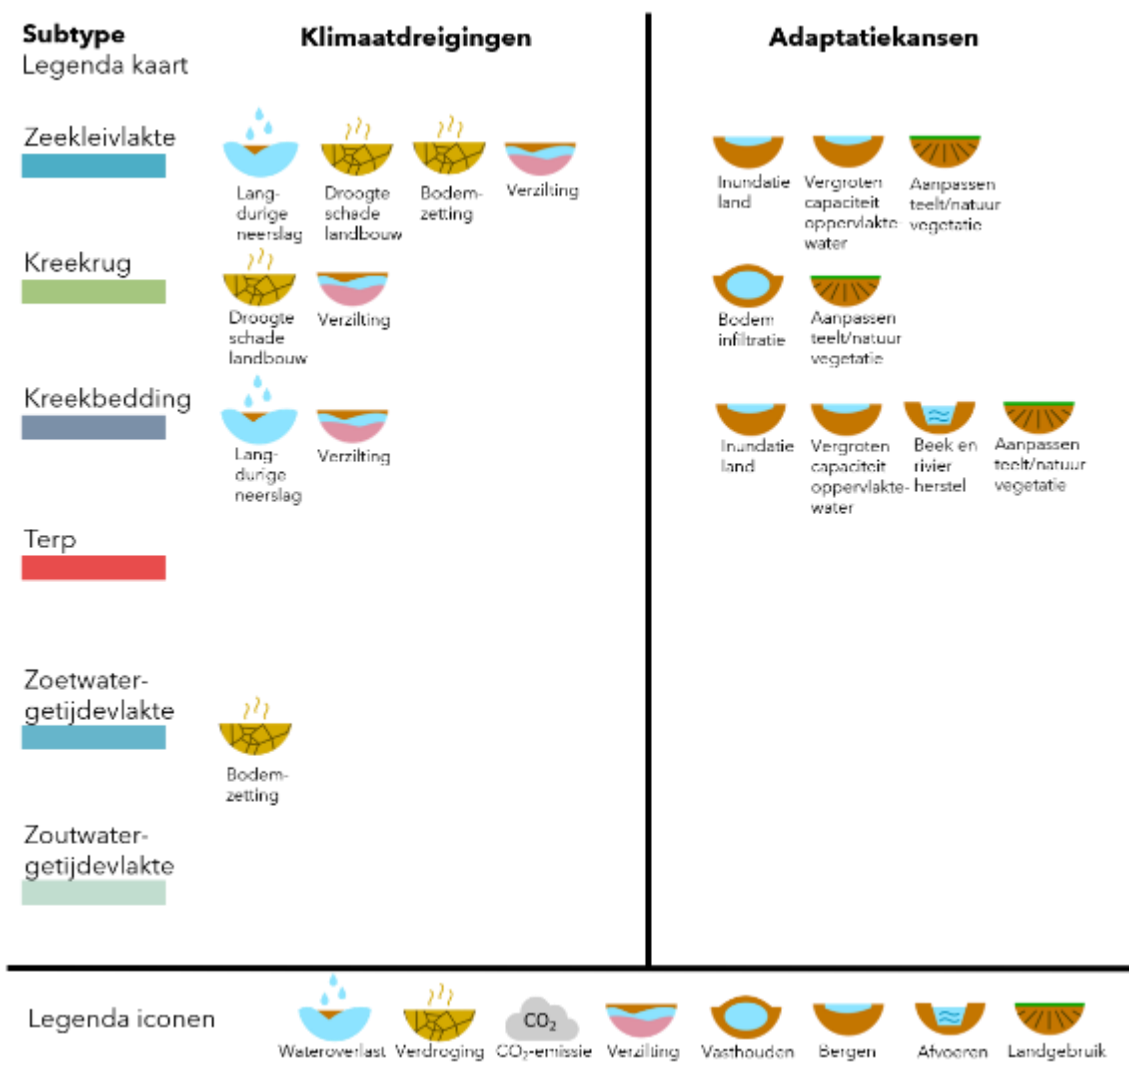 Subtype
Legenda kaart
Klimaatdreigingen
Adaptatiekansen
Zeekleivlakte
Lang-
durige
neerslag
Droogte
schade
landbouw
Bodem-
zetting
Verzilting
Inundatie
land
Vergroten
capaciteit
oppervlakte-
water
Aanpassen
teelt/natuur
vegetatie
Kreekrug
Droogte
schade
landbouw
Verzilting
Bodem
infiltratie
Aanpassen
teelt/natuur
vegetatie
Kreekbedding
Lang-
durige
neerslag
Verzilting
Inundatie
land
Vergroten
capaciteit
oppervlakte-
water
Beek en
rivier
herstel
Aanpassen
teelt/natuur
vegetatie
Terp
Zoetwater-
getijdevlakte
Bodem-
zetting
Zoutwater-
getijdevlakte
Legenda iconen
Wateroverlast
Verdroging
CO₂
CO₂-emissie
Verzilting
Vasthouden
Bergen
Afvoeren
Landgebruik